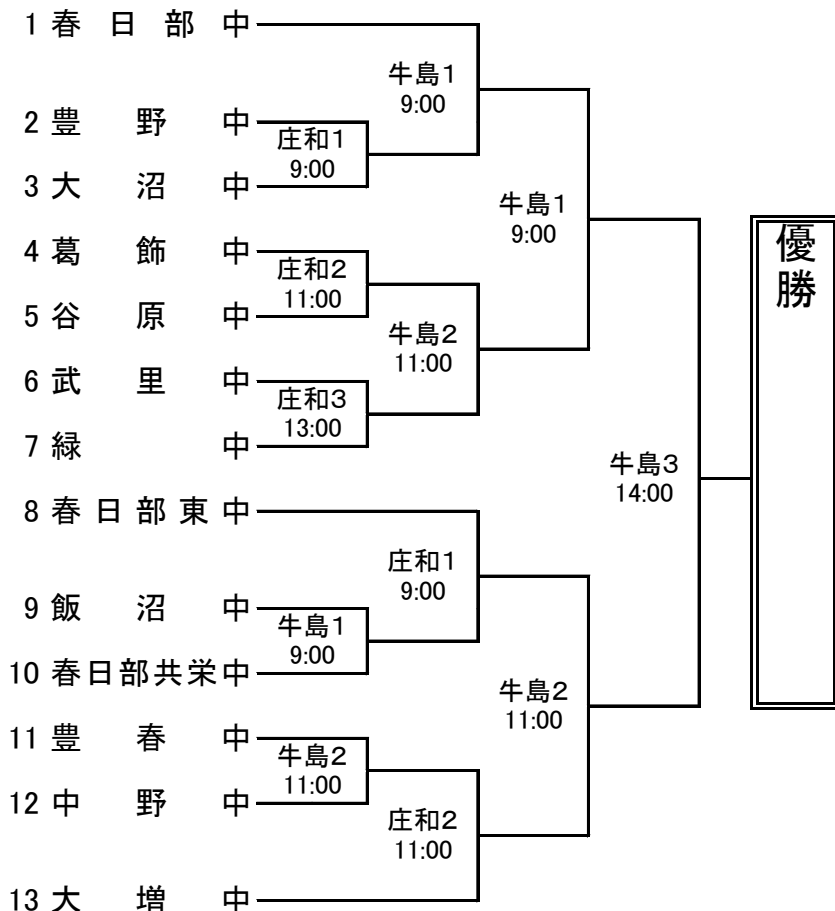 1 春日部中
牛島1
9:00
2 豊野中
庄和1
9:00
3 大沼中
牛島1
9:00
4 葛飾中
庄和2
11:00
5 谷原中
牛島2
11:00
6 武里中
庄和3
13:00
7 緑中
牛島3
14:00
8 春日部東中
庄和1
9:00
9 飯沼中
牛島1
9:00
10 春日部共栄中
牛島2
11:00
11 豊春中
牛島2
11:00
12 中野中
庄和2
11:00
13 大増中
優勝